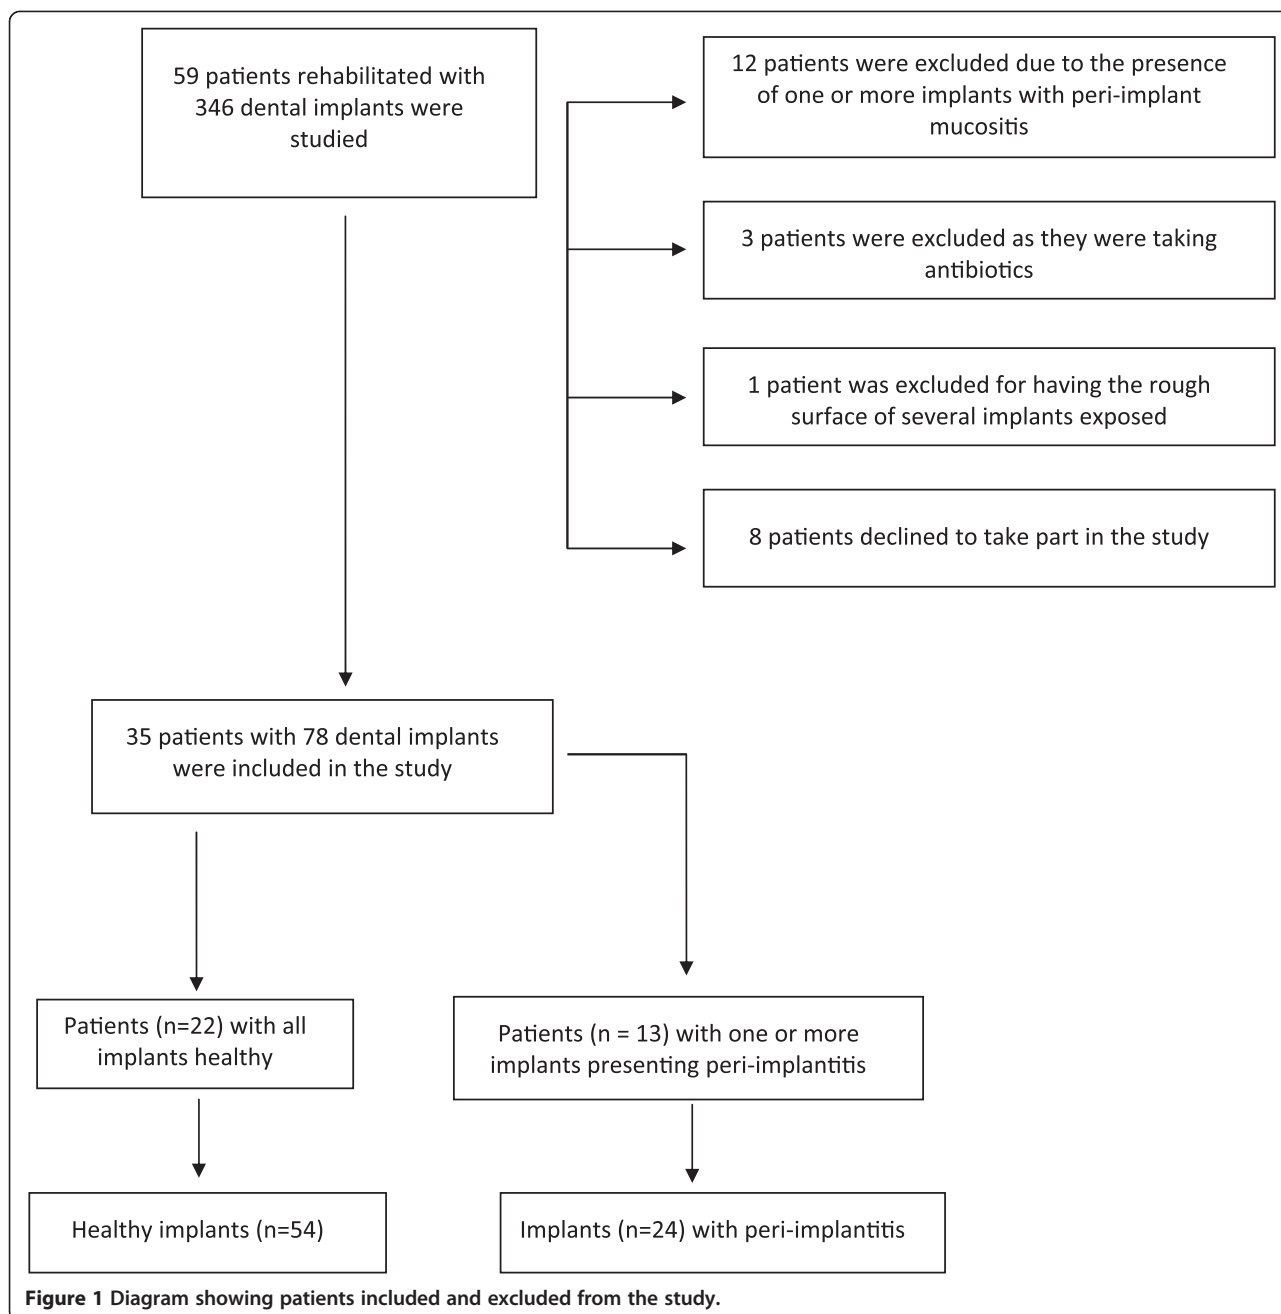 59 patients rehabilitated with
346 dental implants were
studied
12 patients were excluded due to the presence
of one or more implants with peri-implant
mucositis
3 patients were excluded as they were taking
antibiotics
1 patient was excluded for having the rough
surface of several implants exposed
8 patients declined to take part in the study
35 patients with 78 dental implants
were included in the study
Patients (n=22) with all
implants healthy
Patients (n = 13) with one or more
implants presenting peri-implantitis
Healthy implants (n=54)
Implants (n=24) with peri-implantitis
Figure 1 Diagram showing patients included and excluded from the study.